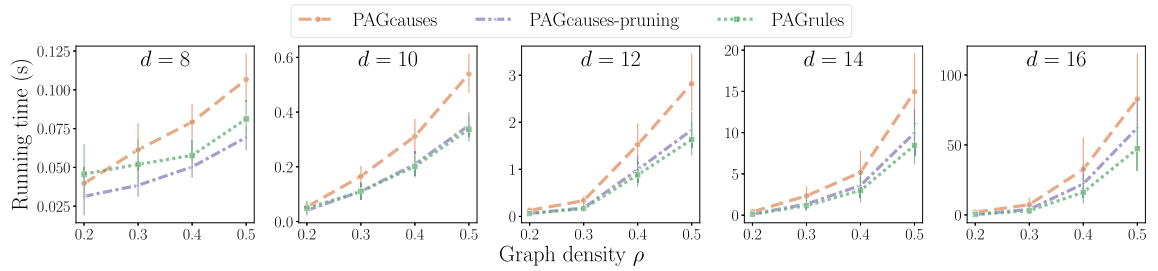 PAGcauses PAGcauses-pruning PAGrules
Running time (s)
d = 8
0.125
0.100
0.075
0.050
0.025
0.2 0.3 0.4 0.5
d = 10
0.6
0.4
0.2
0.0
0.2 0.3 0.4 0.5
d = 12
3
2
1
0
0.2 0.3 0.4 0.5
d = 14
20
15
10
5
0
0.2 0.3 0.4 0.5
d = 16
100
50
0
0.2 0.3 0.4 0.5
Graph density ρ